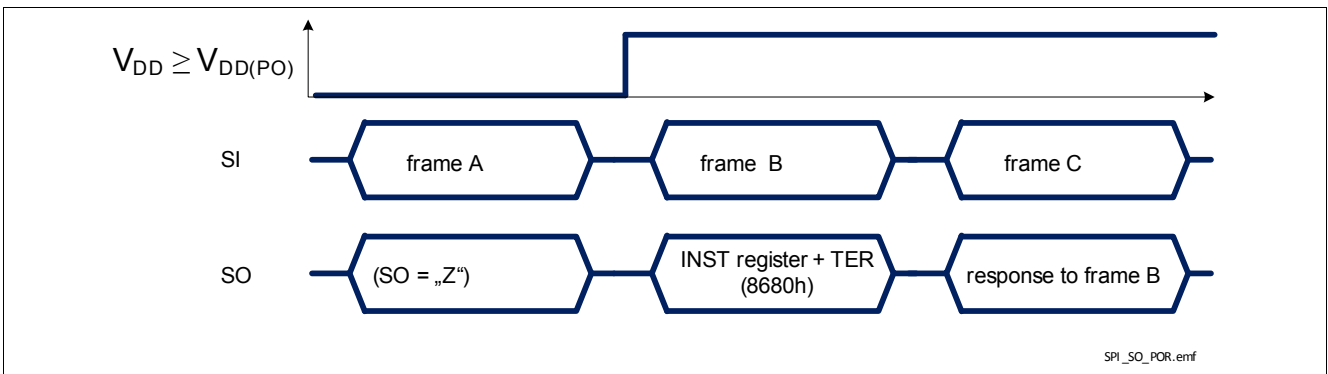 VDD ≥ VDD(PO)
SI
frame A
frame B
frame C
SO
(SO = „Z“)
INST register + TER
(8680h)
response to frame B
SPI_SO_POR.emf